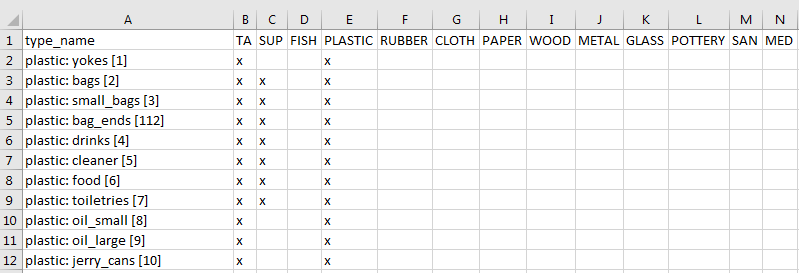 A B C D E F G H I J K L M N
1 type_name TA SUP FISH PLASTIC RUBBER CLOTH PAPER WOOD METAL GLASS POTTERY SAN MED
2 plastic: yokes [1] x x
3 plastic: bags [2] x x x
4 plastic: small_bags [3] x x x
5 plastic: bag_ends [112] x x x
6 plastic: drinks [4] x x x
7 plastic: cleaner [5] x x x
8 plastic: food [6] x x x
9 plastic: toiletries [7] x x x
10 plastic: oil_small [8] x x
11 plastic: oil_large [9] x x
12 plastic: jerry_cans [10] x x